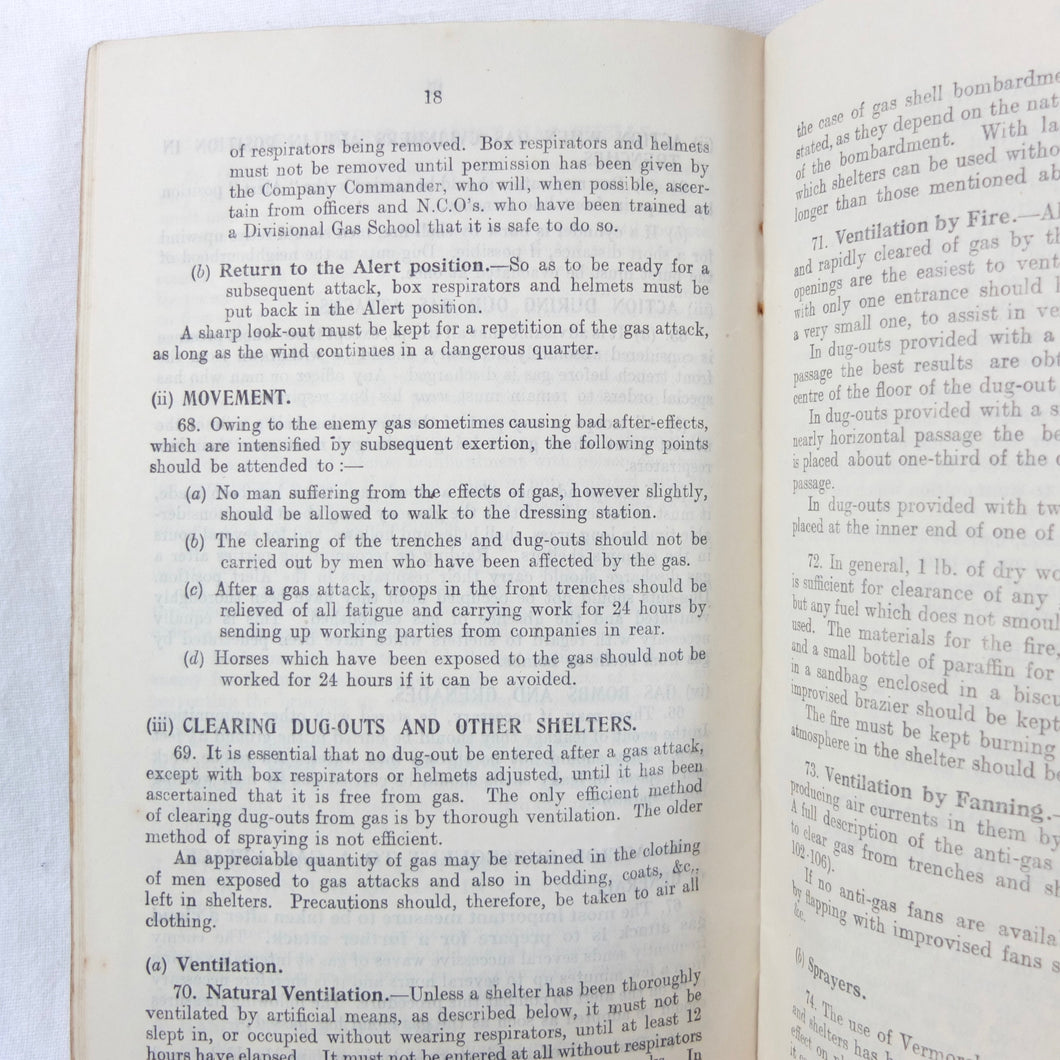 18
of respirators being removed. Box respirators and helmets
must not be removed until permission has been given by
the Company Commander, who will, when possible, ascer-
tain from officers and N.C.O's. who have been trained at
a Divisional Gas School that it is safe to do so.
(b) Return to the Alert position.—So as to be ready for a
subsequent attack, box respirators and helmets must be
put back in the Alert position.
A sharp look-out must be kept for a repetition of the gas attack,
as long as the wind continues in a dangerous quarter.
(ii) MOVEMENT.
68. Owing to the enemy gas sometimes causing bad after-effects,
which are intensified by subsequent exertion, the following points
should be attended to :—
(a) No man suffering from the effects of gas, however slightly,
should be allowed to walk to the dressing station.
(b) The clearing of the trenches and dug-outs should not be
carried out by men who have been affected by the gas.
(c) After a gas attack, troops in the front trenches should be
relieved of all fatigue and carrying work for 24 hours by
sending up working parties from companies in rear.
(d) Horses which have been exposed to the gas should not be
worked for 24 hours if it can be avoided.
(iii) CLEARING DUG-OUTS AND OTHER SHELTERS.
69. It is essential that no dug-out be entered after a gas attack,
except with box respirators or helmets adjusted, until it has been
ascertained that it is free from gas. The only efficient method
of clearing dug-outs from gas is by thorough ventilation. The older
method of spraying is not efficient.
An appreciable quantity of gas may be retained in the clothing
of men exposed to gas attacks and also in bedding, coats, &c.,
left in shelters. Precautions should, therefore, be taken to air all
clothing.
(a) Ventilation.
70. Natural Ventilation.—Unless a shelter has been thoroughly
ventilated by artificial means, as described below, it must not be
slept in, or occupied without wearing respirators, until at least 12
hours have elapsed. It must not be entered at all without respirators
In
the case of gas shell bombardme
stated, as they depend on the nat
of the bombardment. With la
which shelters can be used witho
longer than those mentioned ab
71. Ventilation by Fire.—Al
and rapidly cleared of gas by th
openings are the easiest to vent
with only one entrance should h
a very small one, to assist in ve
In dug-outs provided with a
passage the best results are obt
centre of the floor of the dug-out
In dug-outs provided with a s
nearly horizontal passage the be
is placed about one-third of the d
passage.
In dug-outs provided with tw
placed at the inner end of one of
72. In general, 1 lb. of dry wo
is sufficient for clearance of any
but any fuel which does not smoul
used. The materials for the fire,
and a small bottle of paraffin for
in a sandbag enclosed in a biscu
improvised brazier should be kept
The fire must be kept burning
atmosphere in the shelter should be
73. Ventilation by Fanning.—
producing air currents in them by
A full description of the anti-gas
to clear gas from trenches and sh
102-106).
If no anti-gas fans are availa
by flapping with improvised fans s
&c.
(b) Sprayers.
74. The use of Vermor
and shelters has b
effect on